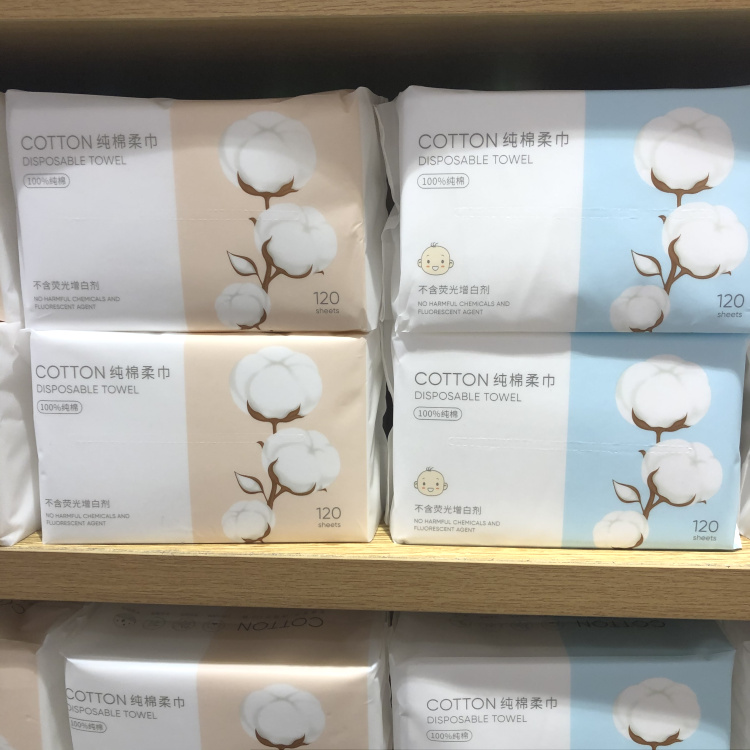 COTTON 纯棉柔巾
DISPOSABLE TOWEL
100%纯棉
不含荧光增白剂
NO HARMFUL CHEMICALS AND
FLUORESCENT AGENT
120
sheets
COTTON 纯棉柔巾
DISPOSABLE TOWEL
100%纯棉
不含荧光增白剂
NO HARMFUL CHEMICALS AND
FLUORESCENT AGENT
120
sheets
COTTON 纯棉柔巾
DISPOSABLE TOWEL
100%纯棉
不含荧光增白剂
NO HARMFUL CHEMICALS AND
FLUORESCENT AGENT
120
sheets
COTTON 纯棉柔巾
DISPOSABLE TOWEL
100%纯棉
不含荧光增白剂
NO HARMFUL CHEMICALS AND
FLUORESCENT AGENT
120
sheets
COTTON
COTTON 纯棉柔巾
DISPOSABLE TOWEL
100%纯棉
COTTON 纯棉柔巾
DISPOSABLE TOWEL
100%纯棉